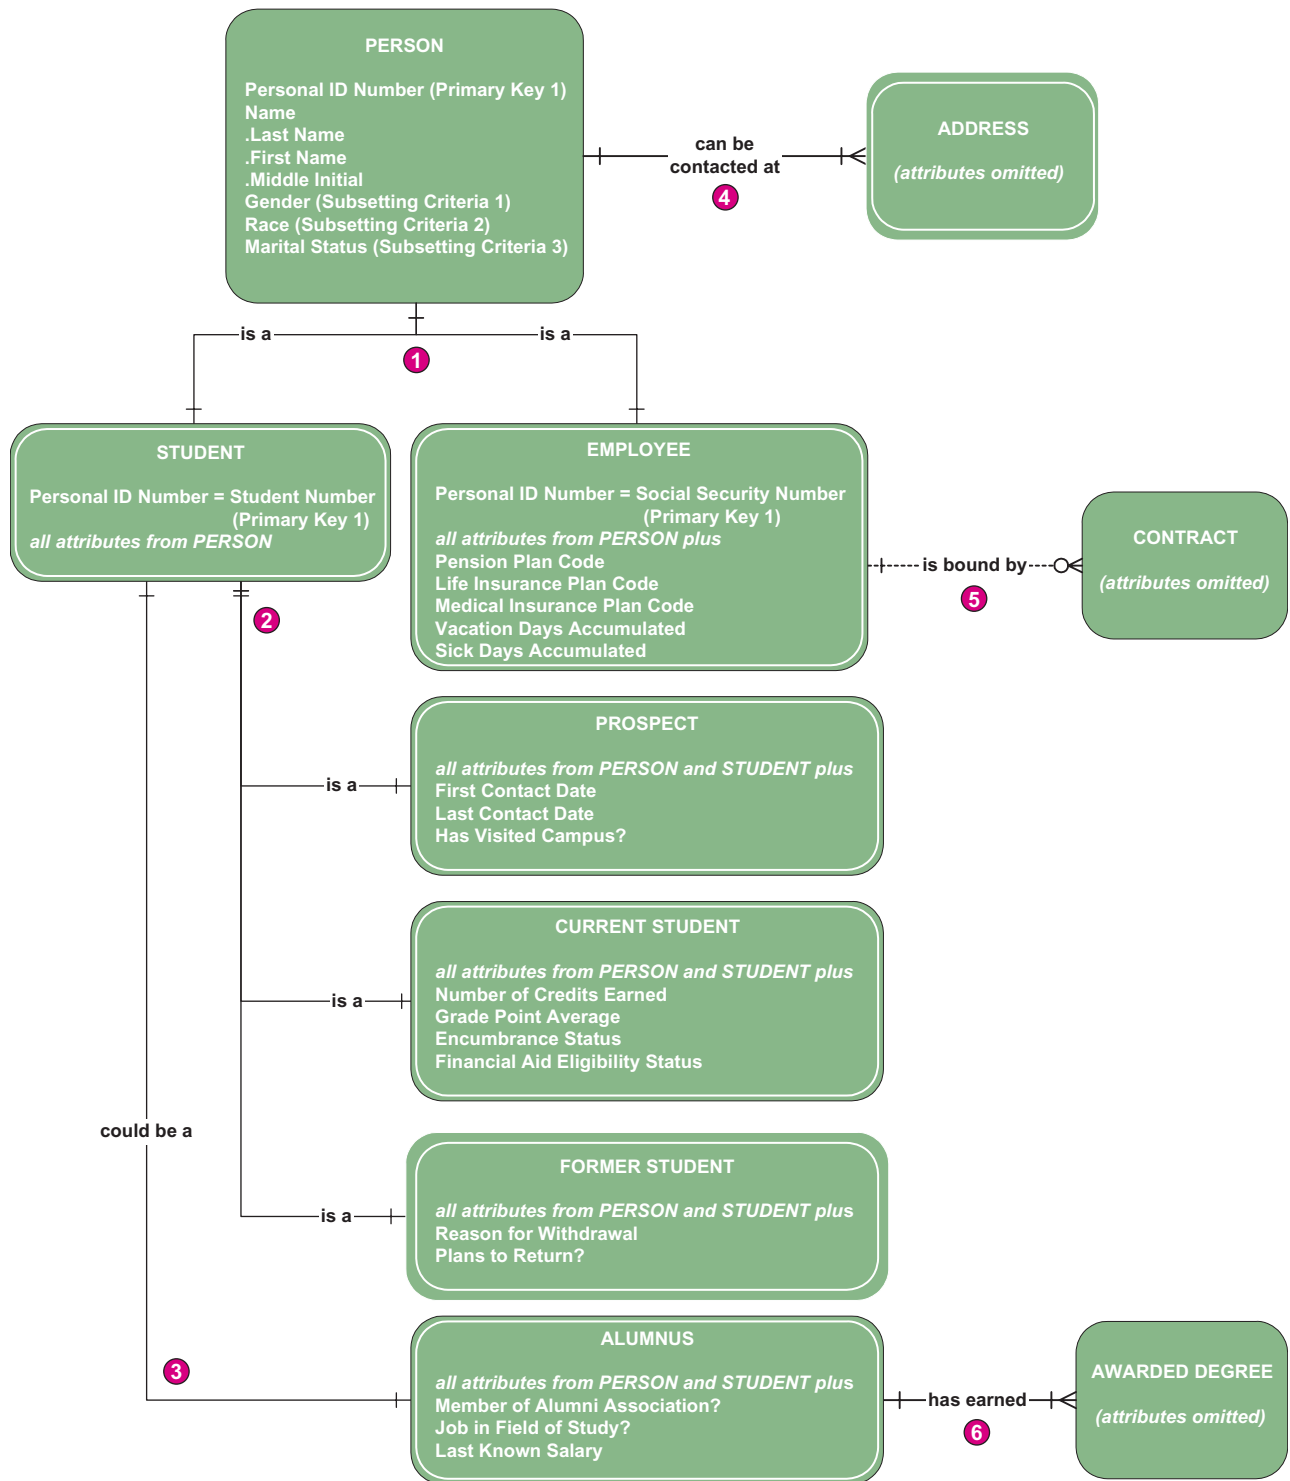 PERSON
Personal ID Number (Primary Key 1)
Name
.Last Name
.First Name
.Middle Initial
Gender (Subsetting Criteria 1)
Race (Subsetting Criteria 2)
Marital Status (Subsetting Criteria 3)
can be
contacted at
4
ADDRESS
(attributes omitted)
is a
is a
1
STUDENT
Personal ID Number = Student Number
(Primary Key 1)
all attributes from PERSON
2
EMPLOYEE
Personal ID Number = Social Security Number
(Primary Key 1)
all attributes from PERSON plus
Pension Plan Code
Life Insurance Plan Code
Medical Insurance Plan Code
Vacation Days Accumulated
Sick Days Accumulated
is bound by
5
CONTRACT
(attributes omitted)
is a
PROSPECT
all attributes from PERSON and STUDENT plus
First Contact Date
Last Contact Date
Has Visited Campus?
is a
CURRENT STUDENT
all attributes from PERSON and STUDENT plus
Number of Credits Earned
Grade Point Average
Encumbrance Status
Financial Aid Eligibility Status
could be a
is a
FORMER STUDENT
all attributes from PERSON and STUDENT plus
Reason for Withdrawal
Plans to Return?
3
ALUMNUS
all attributes from PERSON and STUDENT plus
Member of Alumni Association?
Job in Field of Study?
Last Known Salary
has earned
6
AWARDED DEGREE
(attributes omitted)